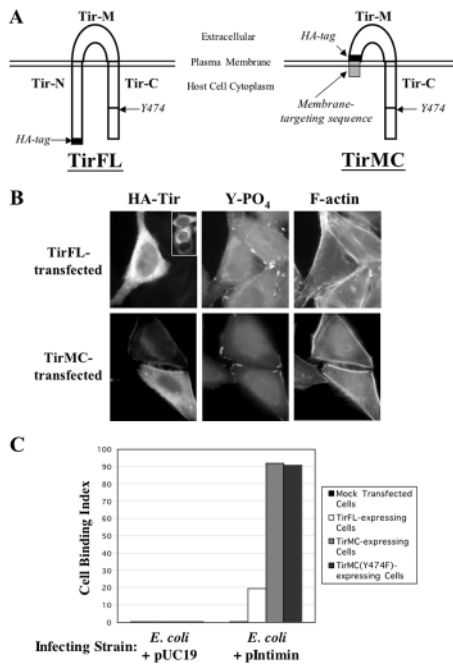 A
Tir-M
Extracellular
Plasma Membrane
Host Cell Cytoplasm
Tir-N
Tir-C
Y474
HA-tag
TirFL
Tir-M
HA-tag
Tir-C
Y474
Membrane-
targeting sequence
TirMC
B
HA-Tir
Y-PO4
F-actin
TirFL-
transfected
TirMC-
transfected
C
Cell Binding Index
100
90
80
70
60
50
40
30
20
10
0
Mock Transfected
Cells
TirFL-expressing
Cells
TirMC-expressing
Cells
TirMC(Y474F)-
expressing Cells
Infecting Strain:
E. coli
+ pUC19
E. coli
+ pIntimin